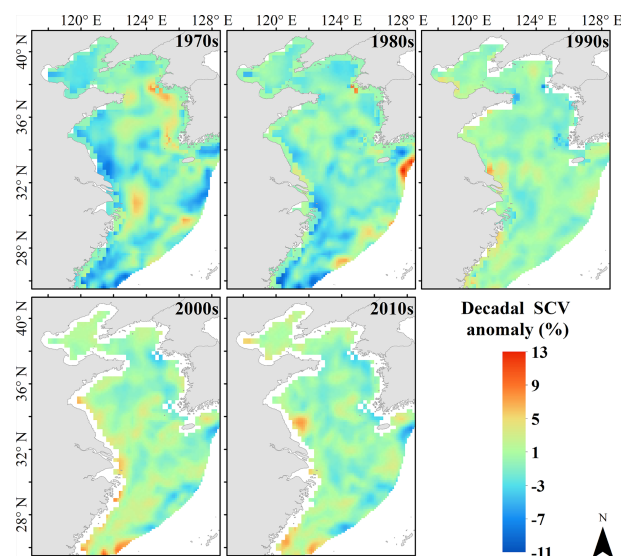 120° E 124° E 128° E 120° E 124° E 128° E 120° E 124° E 128° E
1970s 1980s 1990s
40° N
36° N
32° N
28° N
2000s 2010s
40° N
36° N
32° N
28° N
Decadal SCV
anomaly (%)
13
9
5
1
-3
-7
-11
N